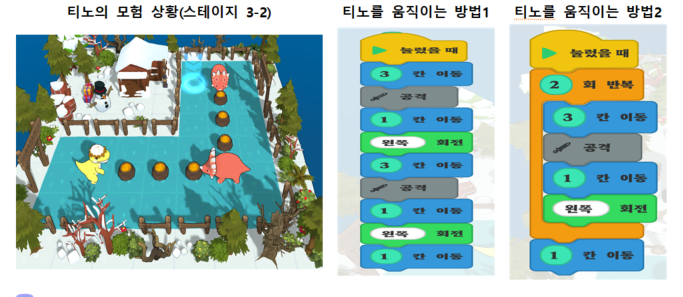 티노의 모험 상황(스테이지 3-2)
티노를 움직이는 방법1
눌렀을 때
3 칸 이동
공격
1 칸 이동
왼쪽 회전
3 칸 이동
공격
1 칸 이동
왼쪽 회전
1 칸 이동
티노를 움직이는 방법2
눌렀을 때
2 회 반복
3 칸 이동
공격
1 칸 이동
왼쪽 회전
1 칸 이동